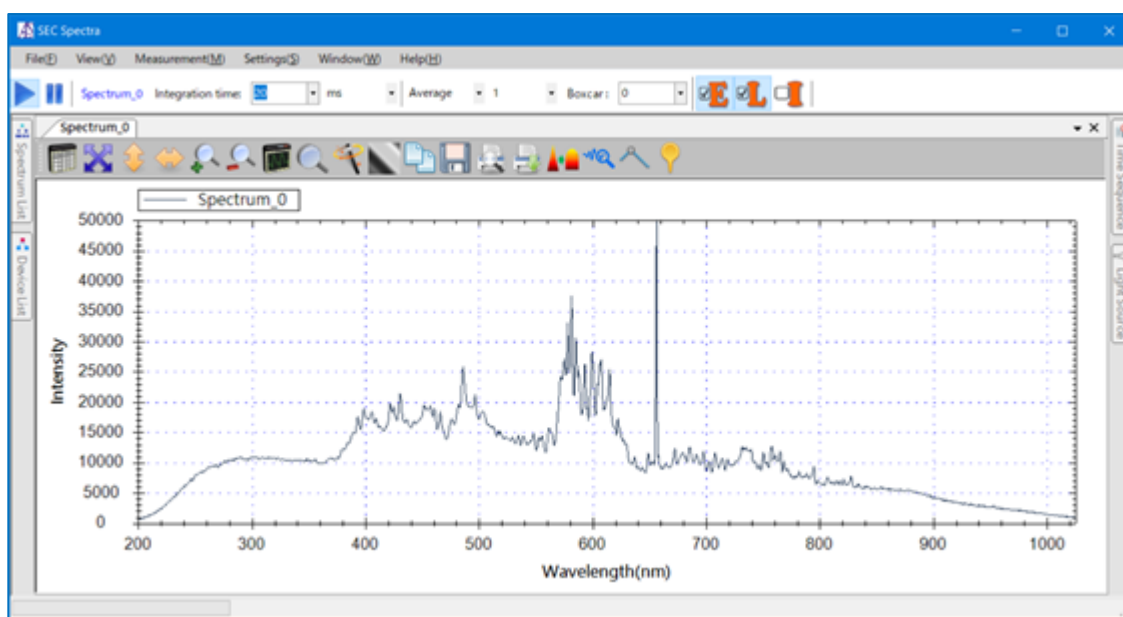 SEC Spectra
File(F) View(V) Measurement(M) Settings(S) Window(W) Help(H)
Spectrum_0 Integration time: ms Average 1 Boxcar: 0 E L I
Spectrum_0
Spectrum List
Device List
Time Sequence
Light Source
Spectrum_0
50000
45000
40000
35000
30000
25000
20000
15000
10000
5000
0
Intensity
200 300 400 500 600 700 800 900 1000
Wavelength(nm)